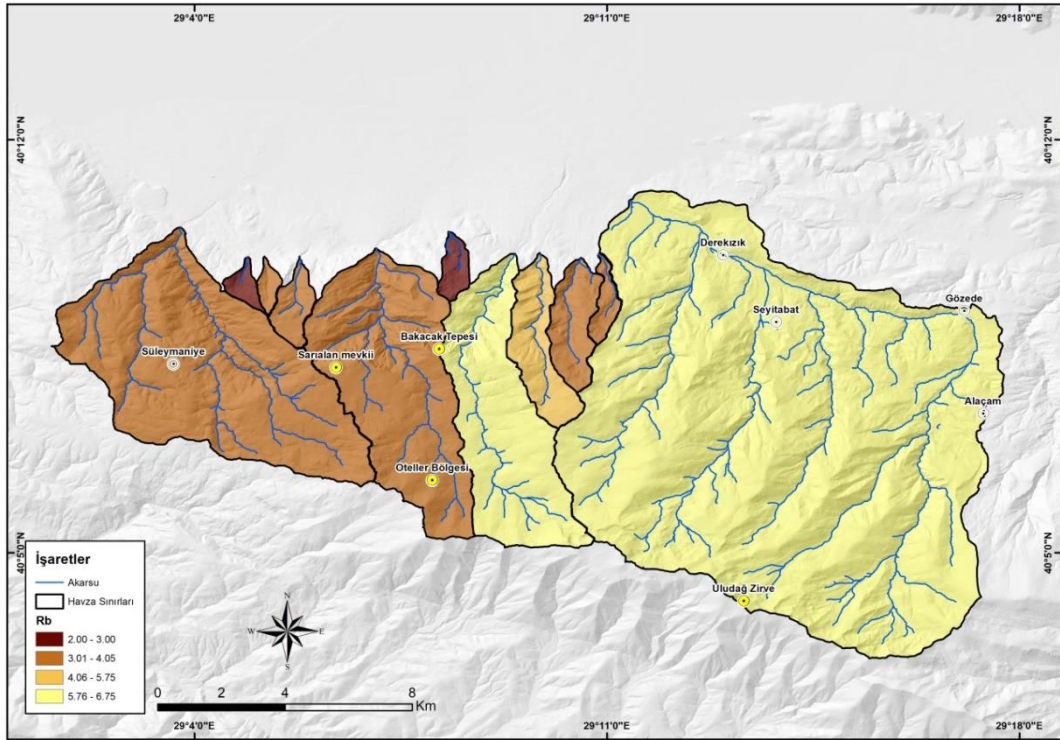 29°4'0"E
29°11'0"E
29°18'0"E
40°12'0"N
40°12'0"N
Derekızık
Gözede
Seyitabat
Bakacak Tepesi
Süleymaniye
Sarıalan mevkii
Alaçam
Oteller Bölgesi
40°5'0"N
40°5'0"N
Uludağ Zirve
İşaretler
Akarsu
Havza Sınırları
Rb
2.00 - 3.00
3.01 - 4.05
4.06 - 5.75
5.76 - 6.75
N
W
E
S
0 2 4 8
Km
29°4'0"E
29°11'0"E
29°18'0"E